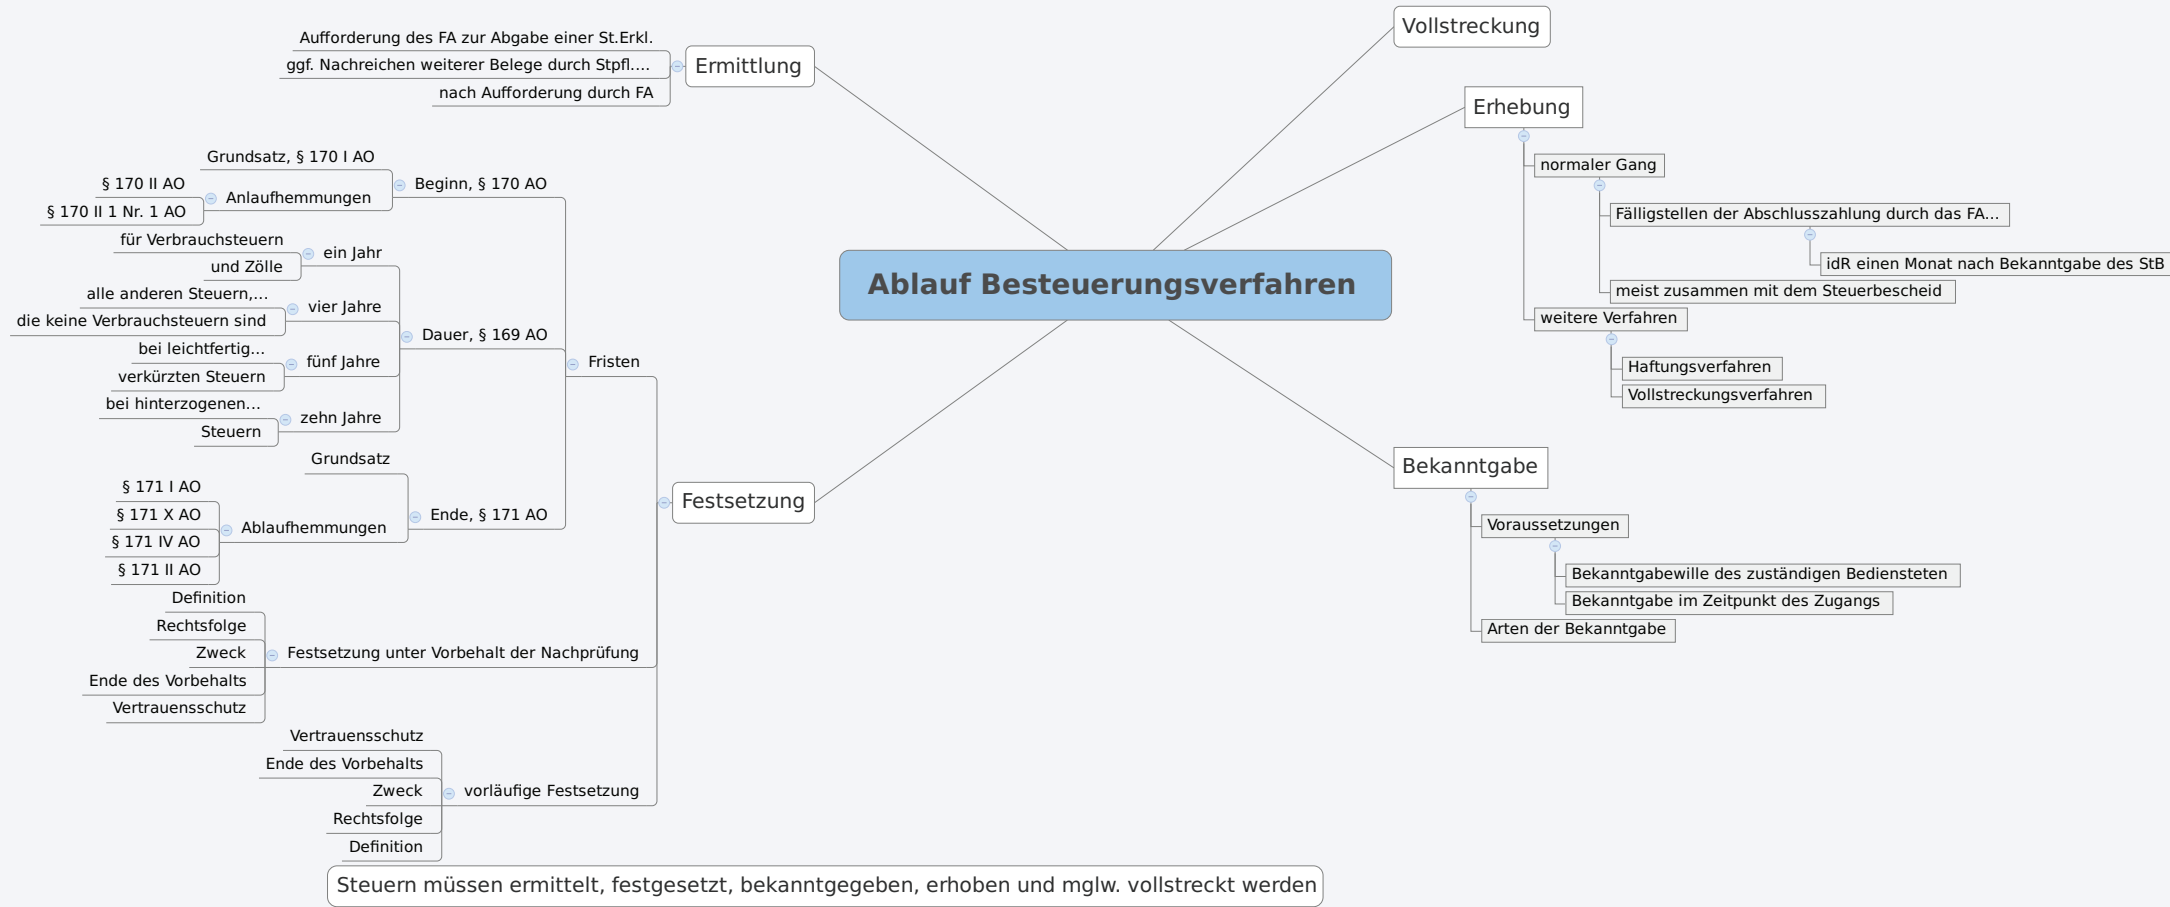 Ablauf Besteuerungsverfahren
Ermittlung
Aufforderung des FA zur Abgabe einer St.Erkl.
ggf. Nachreichen weiterer Belege durch Stpfl....
nach Aufforderung durch FA
Festsetzung
Fristen
Beginn, § 170 AO
Grundsatz, § 170 I AO
Anlaufhemmungen
§ 170 II AO
§ 170 II 1 Nr. 1 AO
Dauer, § 169 AO
ein Jahr
für Verbrauchsteuern
und Zölle
vier Jahre
alle anderen Steuern,...
die keine Verbrauchsteuern sind
fünf Jahre
bei leichtfertig...
verkürzten Steuern
zehn Jahre
bei hinterzogenen...
Steuern
Ende, § 171 AO
Grundsatz
Ablaufhemmungen
§ 171 I AO
§ 171 X AO
§ 171 IV AO
§ 171 II AO
Festsetzung unter Vorbehalt der Nachprüfung
Definition
Rechtsfolge
Zweck
Ende des Vorbehalts
Vertrauensschutz
vorläufige Festsetzung
Vertrauensschutz
Ende des Vorbehalts
Zweck
Rechtsfolge
Definition
Vollstreckung
Erhebung
normaler Gang
Fälligstellen der Abschlusszahlung durch das FA...
idR einen Monat nach Bekanntgabe des StB
meist zusammen mit dem Steuerbescheid
weitere Verfahren
Haftungsverfahren
Vollstreckungsverfahren
Bekanntgabe
Voraussetzungen
Bekanntgabewille des zuständigen Bediensteten
Bekanntgabe im Zeitpunkt des Zugangs
Arten der Bekanntgabe
Steuern müssen ermittelt, festgesetzt, bekanntgegeben, erhoben und mglw. vollstreckt werden